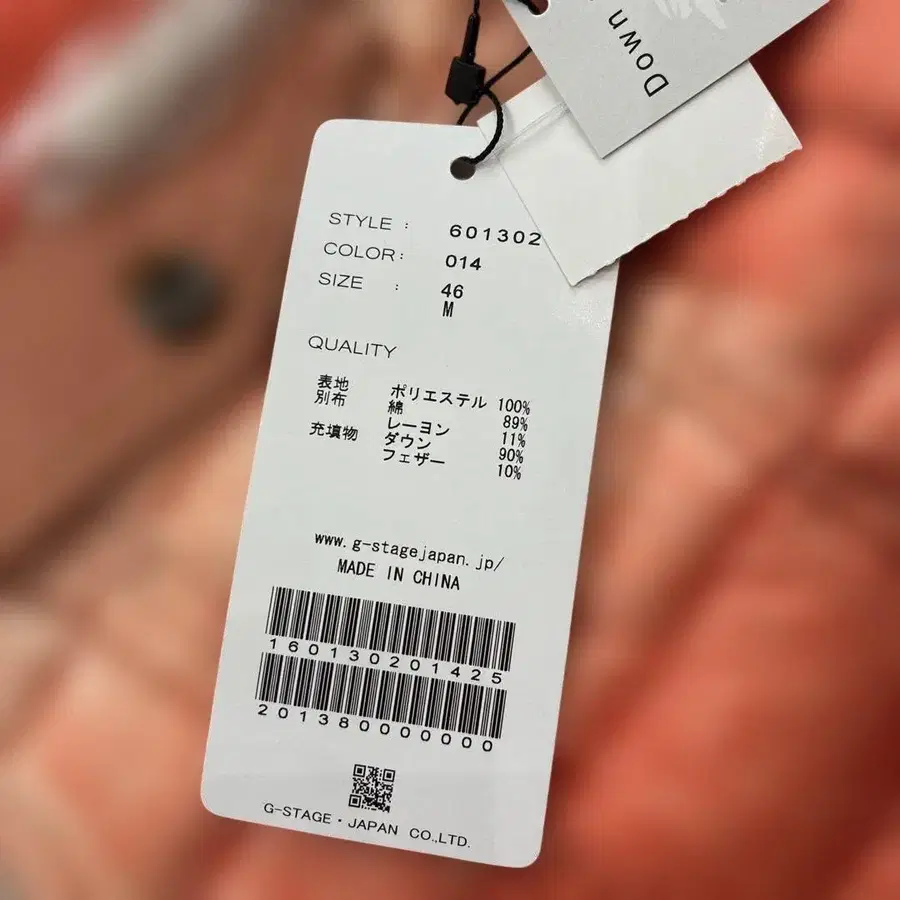 Down
STYLE : 601302
COLOR: 014
SIZE : 46
M
QUALITY
表地 ポリエステル 100%
別布 綿 89%
レーヨン 11%
充填物 ダウン 90%
フェザー 10%
www.g-stagejapan.jp/
MADE IN CHINA
160130201425
2013800000000
G-STAGE・JAPAN CO.,LTD.